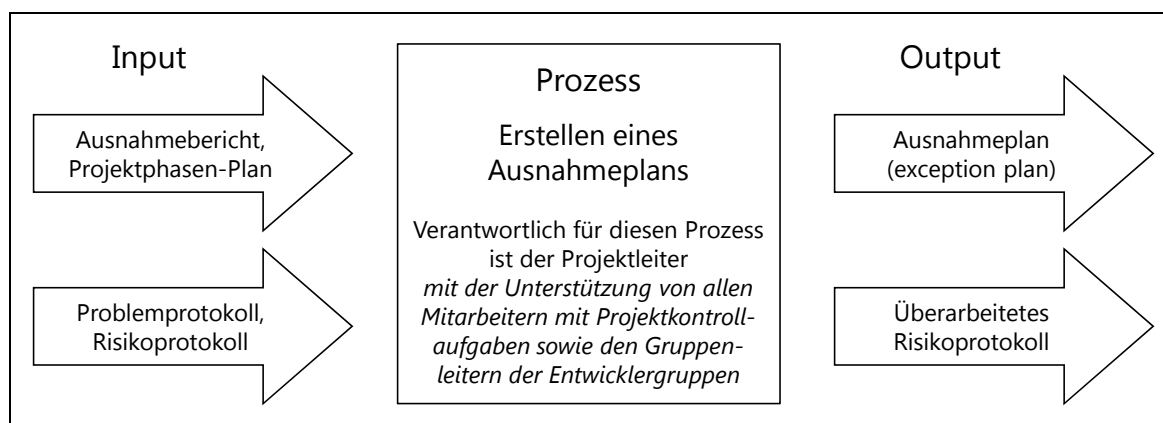 Input
Ausnahmebericht,
Projektphasen-Plan
Problemprotokoll,
Risikoprotokoll
Prozess
Erstellen eines
Ausnahmeplans
Verantwortlich für diesen Prozess
ist der Projektleiter
mit der Unterstützung von allen
Mitarbeitern mit Projektkontroll-
aufgaben sowie den Gruppen-
leitern der Entwicklergruppen
Output
Ausnahmeplan
(exception plan)
Überarbeitetes
Risikoprotokoll